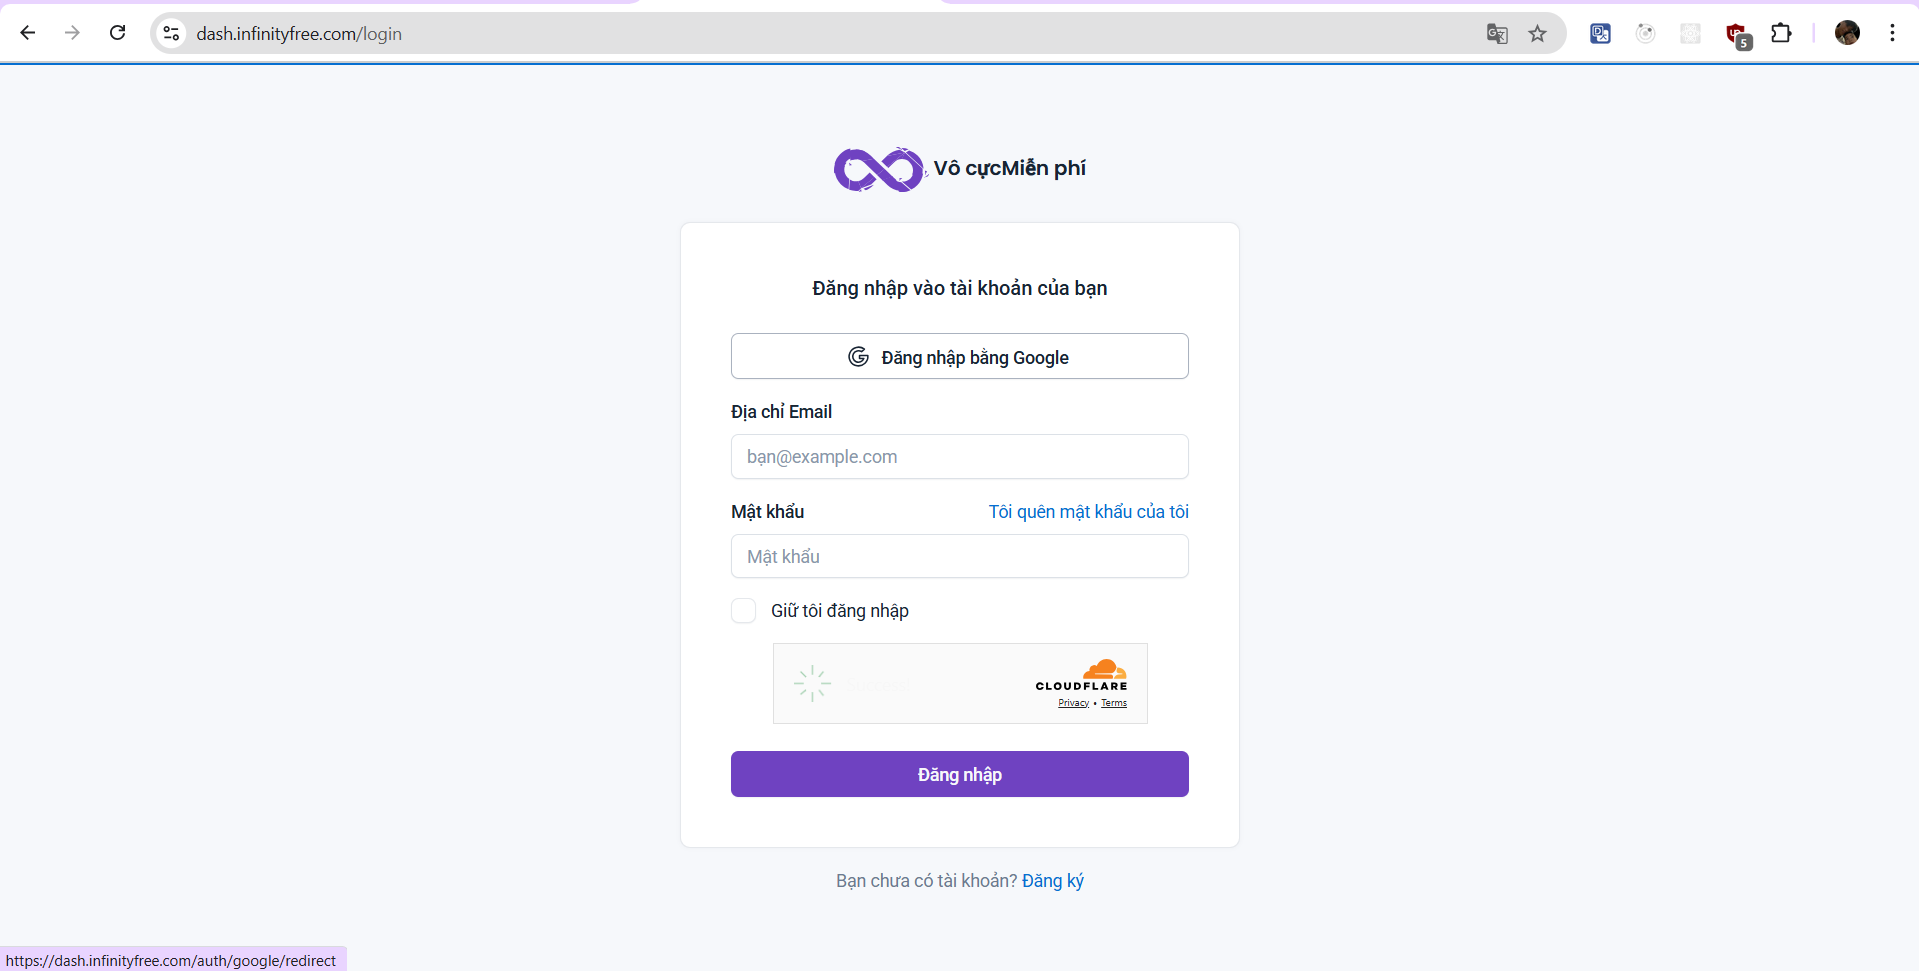 dash.infinityfree.com/login
5
Vô cựcMiễn phí
Đăng nhập vào tài khoản của bạn
Đăng nhập bằng Google
Địa chỉ Email
bạn@example.com
Mật khẩu
Tôi quên mật khẩu của tôi
Mật khẩu
Giữ tôi đăng nhập
CLOUDFLARE
Privacy • Terms
Đăng nhập
Bạn chưa có tài khoản? Đăng ký
https://dash.infinityfree.com/auth/google/redirect